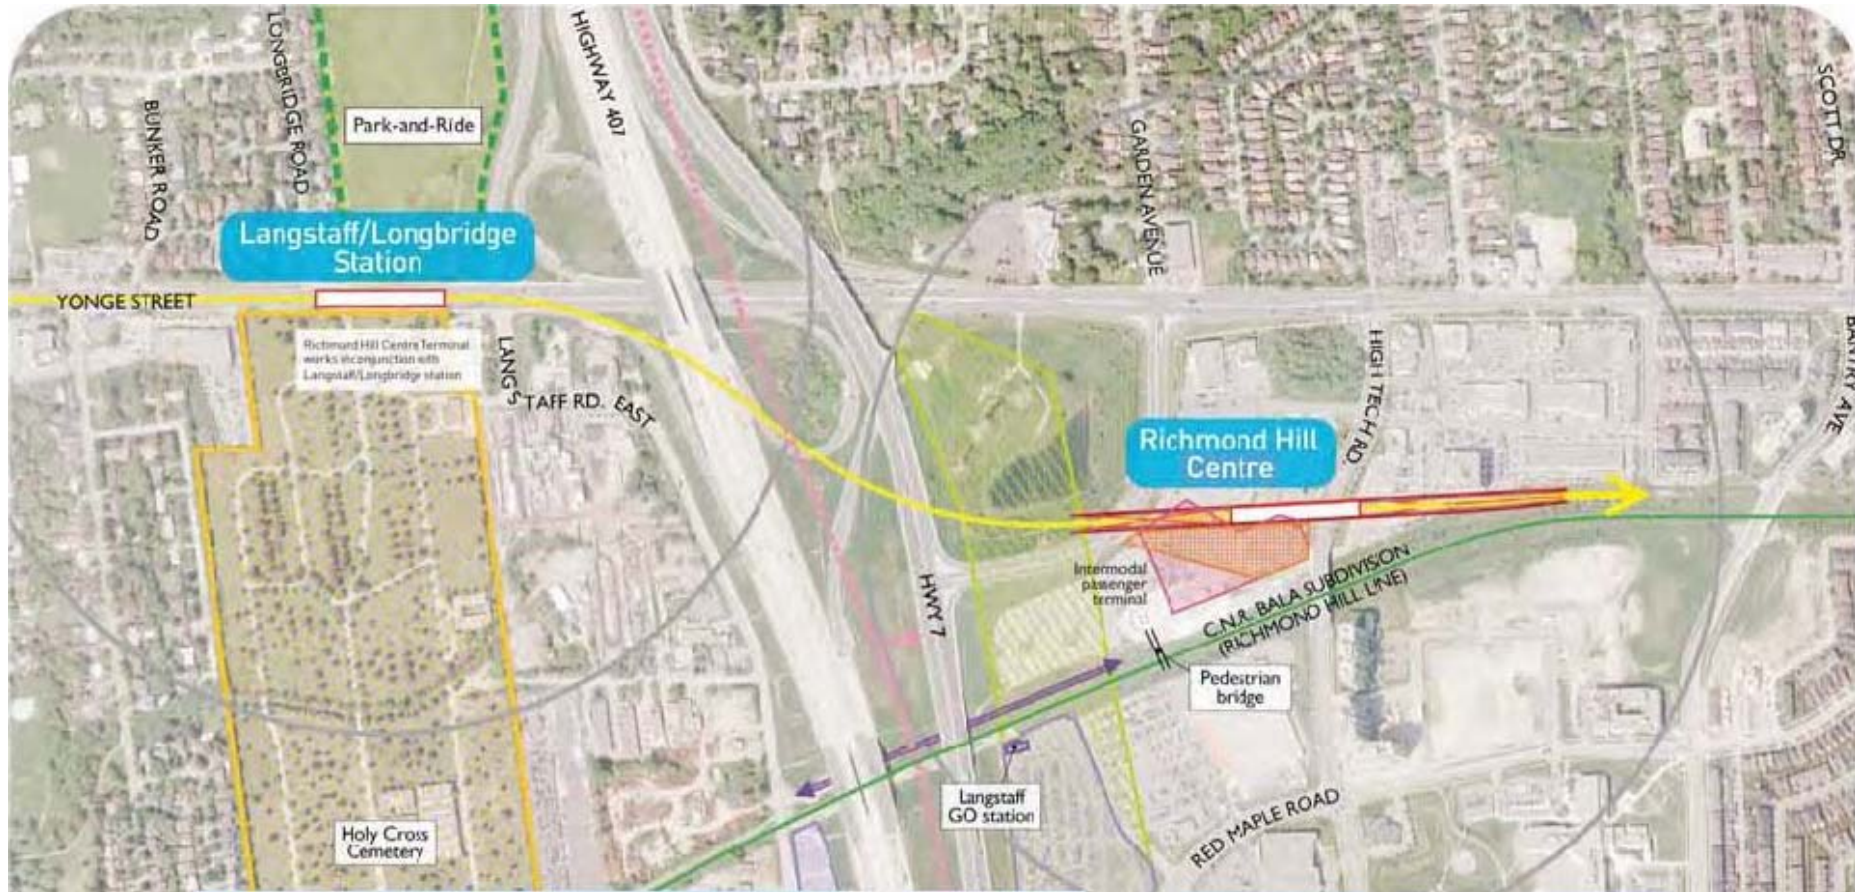 LONGBRIDGE ROAD
BUNKER ROAD
Park-and-Ride
HIGHWAY 407
GARDEN AVENUE
SCOTT DR.
Langstaff/Longbridge
Station
YONGE STREET
Richmond Hill Centre Terminal
works inconjunction with
Langstaff/Longbridge station
LANGSTAFF RD. EAST
HIGH TECH RD.
BANTRY AVE
Richmond Hill
Centre
HWY 7
Intermodal
passenger
terminal
C.N.R. BALA SUBDIVISION
(RICHMOND HILL LINE)
Pedestrian
bridge
Langstaff
GO station
RED MAPLE ROAD
Holy Cross
Cemetery